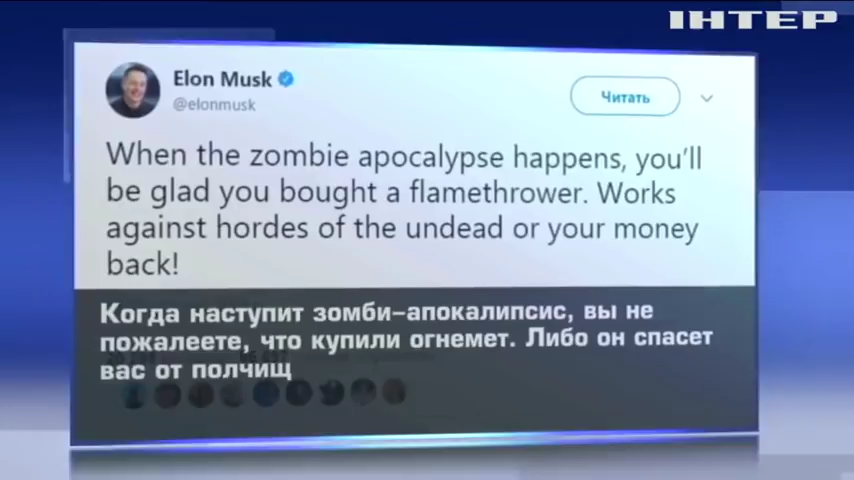 ІНТЕР
Elon Musk
@elonmusk
Читать
When the zombie apocalypse happens, you'll
be glad you bought a flamethrower. Works
against hordes of the undead or your money
back!
Когда наступит зомби-апокалипсис, вы не
пожалеете, что купили огнемет. Либо он спасет
вас от полчищ